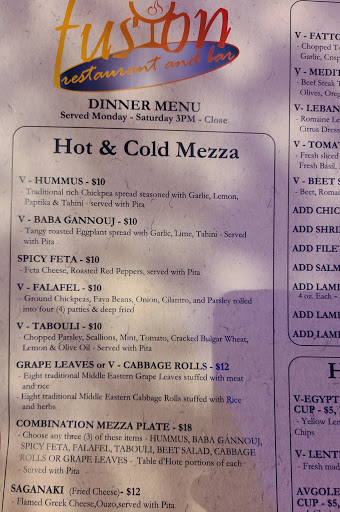 fusion
restaurant and bar
DINNER MENU
Served Monday - Saturday 3PM - Close
Hot & Cold Mezza
V - HUMMUS - $10
- Traditional rich Chickpea spread seasoned with Garlic, Lemon,
Paprika & Tahini - served with Pita
V - BABA GANNOUJ - $10
- Tangy roasted Eggplant spread with Garlic, Lime, Tahini - Served
with Pita
SPICY FETA - $10
- Feta Cheese, Roasted Red Peppers, served with Pita
V - FALAFEL - $10
- Ground Chickpeas, Fava Beans, Onion, Cilantro, and Parsley rolled
into four (4) patties & deep fried
V - TABOULI - $10
- Chopped Parsley, Scallions, Mint, Tomato, Cracked Bulgar Wheat,
Lemon & Olive Oil - Served with Pita
GRAPE LEAVES or V - CABBAGE ROLLS - $12
- Eight traditional Middle Eastern Grape Leaves stuffed with meat
and rice
- Eight traditional Middle Eastern Cabbage Rolls stuffed with Rice
and herbs
COMBINATION MEZZA PLATE - $18
- Choose any three (3) of these items - HUMMUS, BABA GANNOUJ,
SPICY FETA, FALAFEL, TABOULI, BEET SALAD, CABBAGE
ROLLS OR GRAPE LEAVES - Table d'Hote portions of each -
- Served with Pita
SAGANAKI (Fried Cheese)- $12
- Flamed Greek Cheese,Ouzo,served with Pita
V - FATTO
- Chopped T
Garlic, Crisp
V - MEDIT
- Beef Steak T
Olives, Oreg
V - LEBAN
- Romaine Le
Citrus Dress
V - TOMAT
- Fresh sliced
Fresh Basil,
V - BEET S
- Beet, Romai
ADD CHIC
ADD SHRI
ADD FILET
ADD SALM
ADD LAMB
4 oz. Each -
ADD LAMB
ADD LAMB
H
V-EGYPT
CUP - $5,
- Yellow Len
Chips
V - LENT
- Fresh mad
AVGOLE
CUP - $5,